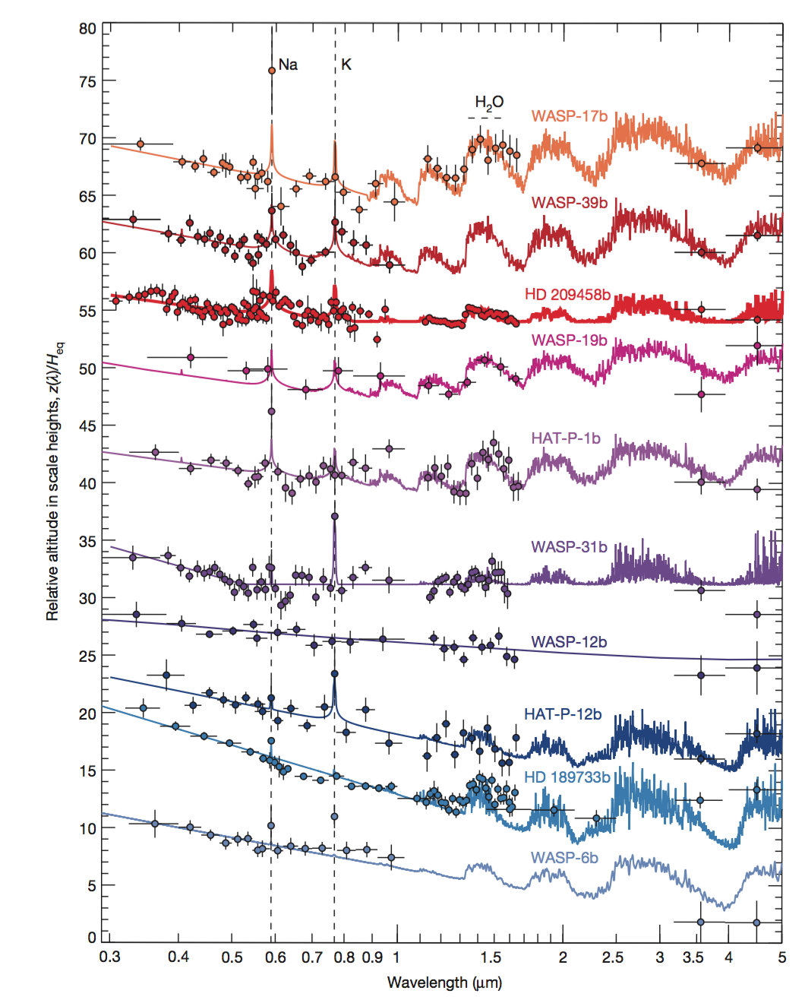 80
75
70
65
60
55
50
45
40
35
30
25
20
15
10
5
0
Relative altitude in scale heights, z(λ)/Heq
Na
K
H2O
WASP-17b
WASP-39b
HD 209458b
WASP-19b
HAT-P-1b
WASP-31b
WASP-12b
HAT-P-12b
HD 189733b
WASP-6b
0.3 0.4 0.5 0.6 0.7 0.8 0.9 1 1.5 2 2.5 3 3.5 4 5
Wavelength (μm)